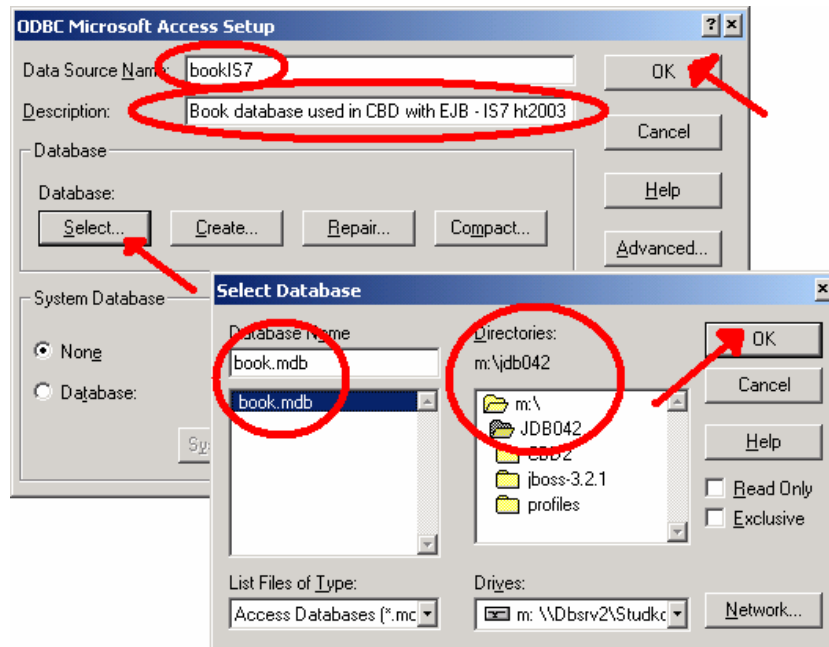 ODBC Microsoft Access Setup
Data Source Name: bookIS7
OK
Description: Book database used in CBD with EJB - IS7 ht2003
Cancel
Database
Database:
Help
Select... Create... Repair... Compact...
Advanced...
System Database
None
Database:
Select Database
Database Name
book.mdb
book.mdb
Directories:
m:\jdb042
m:\
JDB042
CBD2
jboss-3.2.1
profiles
OK
Cancel
Help
Read Only
Exclusive
List Files of Type:
Access Databases (*.mc
Drives:
m: \\Dbsrv2\Studkc
Network...